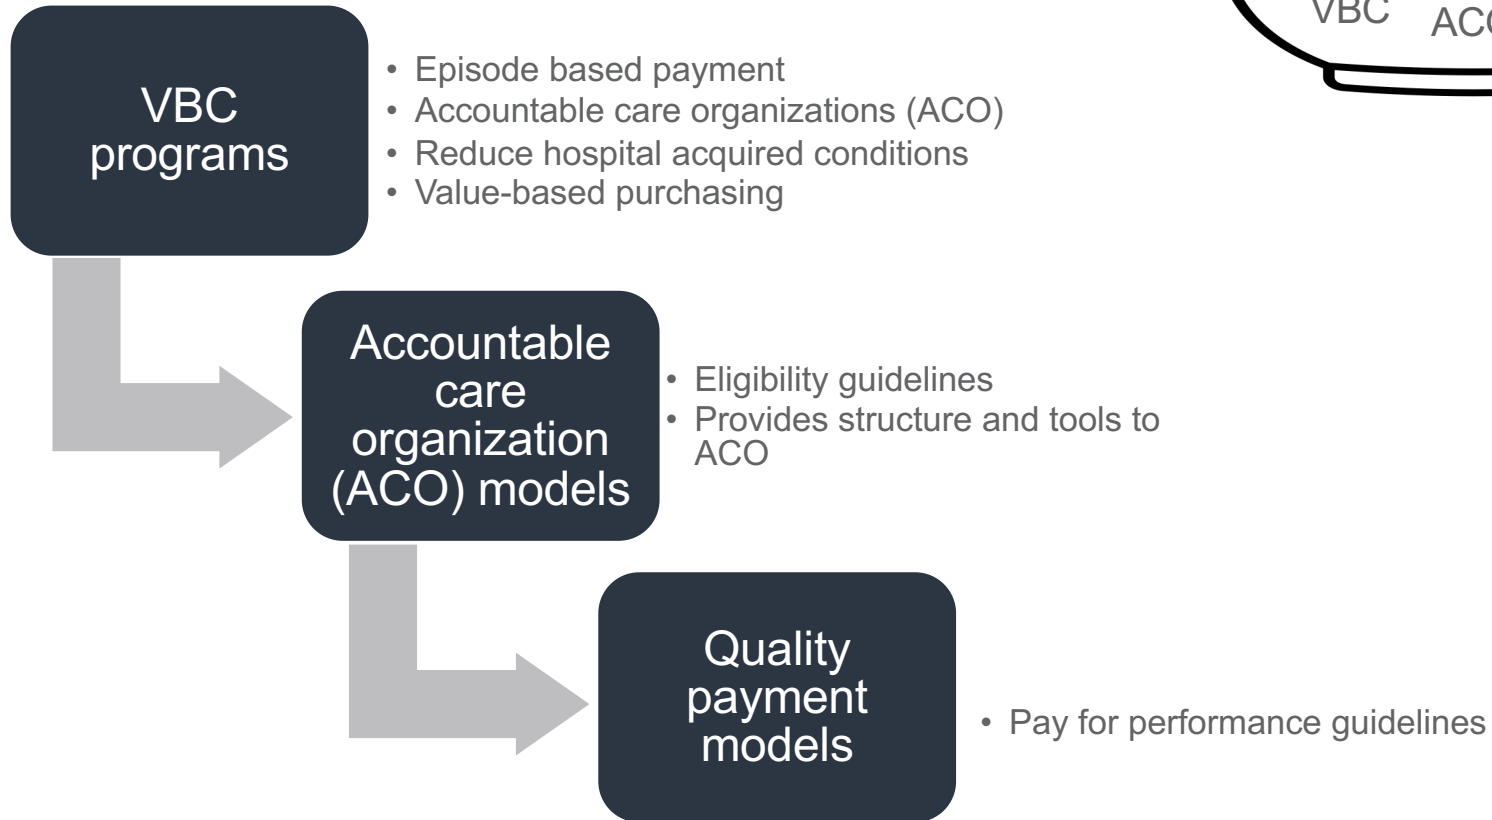 VBC
VBC
programs
• Episode based payment
• Accountable care organizations (ACO)
• Reduce hospital acquired conditions
• Value-based purchasing
Accountable
care
organization
(ACO) models
• Eligibility guidelines
• Provides structure and tools to
ACO
Quality
payment
models
• Pay for performance guidelines